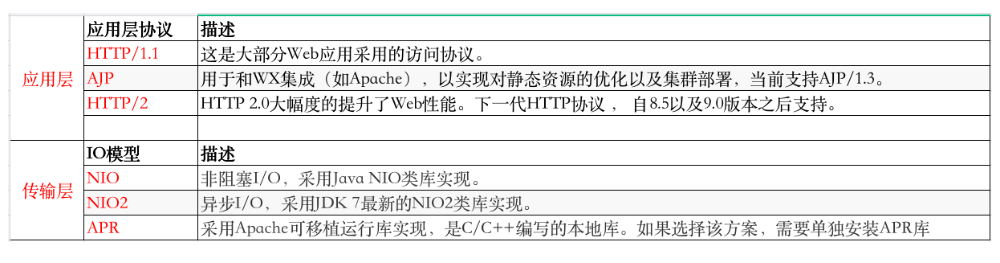 应用层协议 描述
HTTP/1.1 这是大部分Web应用采用的访问协议。
应用层 AJP 用于和WX集成（如Apache），以实现对静态资源的优化以及集群部署，当前支持AJP/1.3。
HTTP/2 HTTP 2.0大幅度的提升了Web性能。下一代HTTP协议 ， 自8.5以及9.0版本之后支持。
IO模型 描述
NIO 非阻塞I/O，采用Java NIO类库实现。
传输层 NIO2 异步I/O，采用JDK 7最新的NIO2类库实现。
APR 采用Apache可移植运行库实现，是C/C++编写的本地库。如果选择该方案，需要单独安装APR库